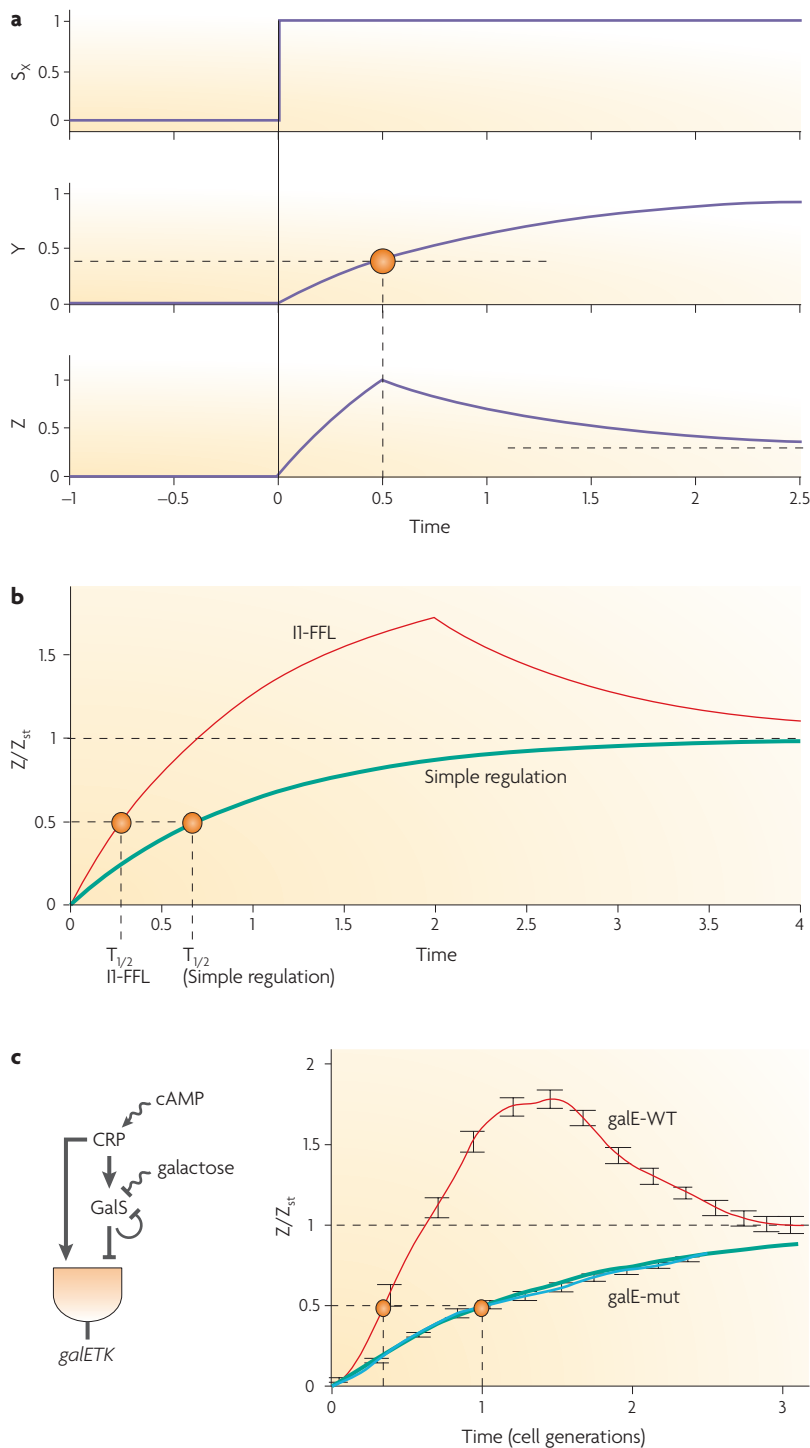 a
1
0.5
0
S_X
1
0.5
0
Y
1
0.5
0
Z
−1
−0.5
0
0.5
1
1.5
2
2.5
Time
b
1.5
1
0.5
0
Z/Z_st
I1-FFL
Simple regulation
0
0.5
1
1.5
2
2.5
3
3.5
4
T_1/2
I1-FFL
T_1/2
(Simple regulation)
Time
c
cAMP
CRP
galactose
GalS
galETK
2
1.5
1
0.5
0
Z/Z_st
galE-WT
galE-mut
0
1
2
3
Time (cell generations)